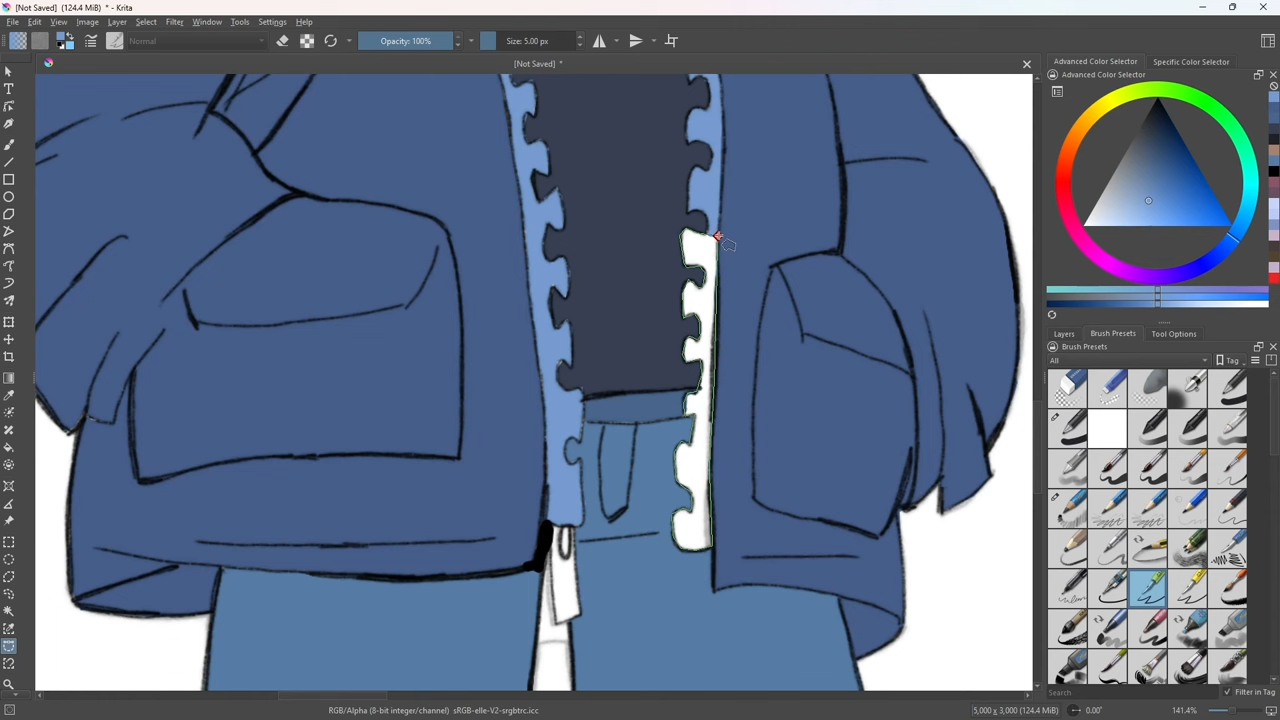 [Not Saved] (124.4 MiB) * - Krita
File Edit View Image Layer Select Filter Window Tools Settings Help
Normal Opacity: 100% Size: 5.00 px
[Not Saved] *
Advanced Color Selector Specific Color Selector
Advanced Color Selector
Layers Brush Presets Tool Options
Brush Presets
All Tag
Search Filter in Tag
RGB/Alpha (8-bit integer/channel) sRGB-elle-V2-srgbtrc.icc 5,000 x 3,000 (124.4 MiB) 0.00° 141.4%